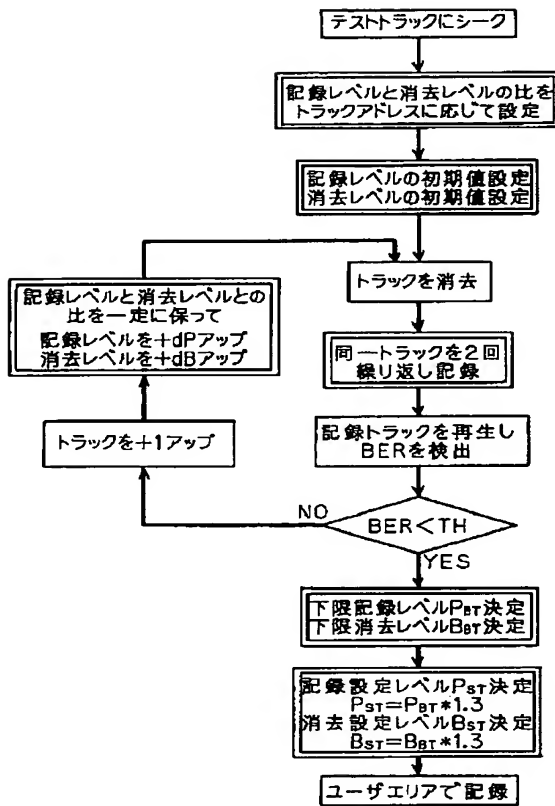 テストトラックにシーク
記録レベルと消去レベルの比を
トラックアドレスに応じて設定
記録レベルの初期値設定
消去レベルの初期値設定
トラックを消去
記録レベルと消去レベルとの
比を一定に保って
記録レベルを+dPアップ
消去レベルを+dBアップ
同一トラックを2回
繰り返し記録
トラックを+1アップ
記録トラックを再生し
BERを検出
NO
BER<TH
YES
下限記録レベルPBT決定
下限消去レベルBBT決定
記録設定レベルPST決定
PST=PBT*1.3
消去設定レベルBST決定
BST=BBT*1.3
ユーザエリアで記録